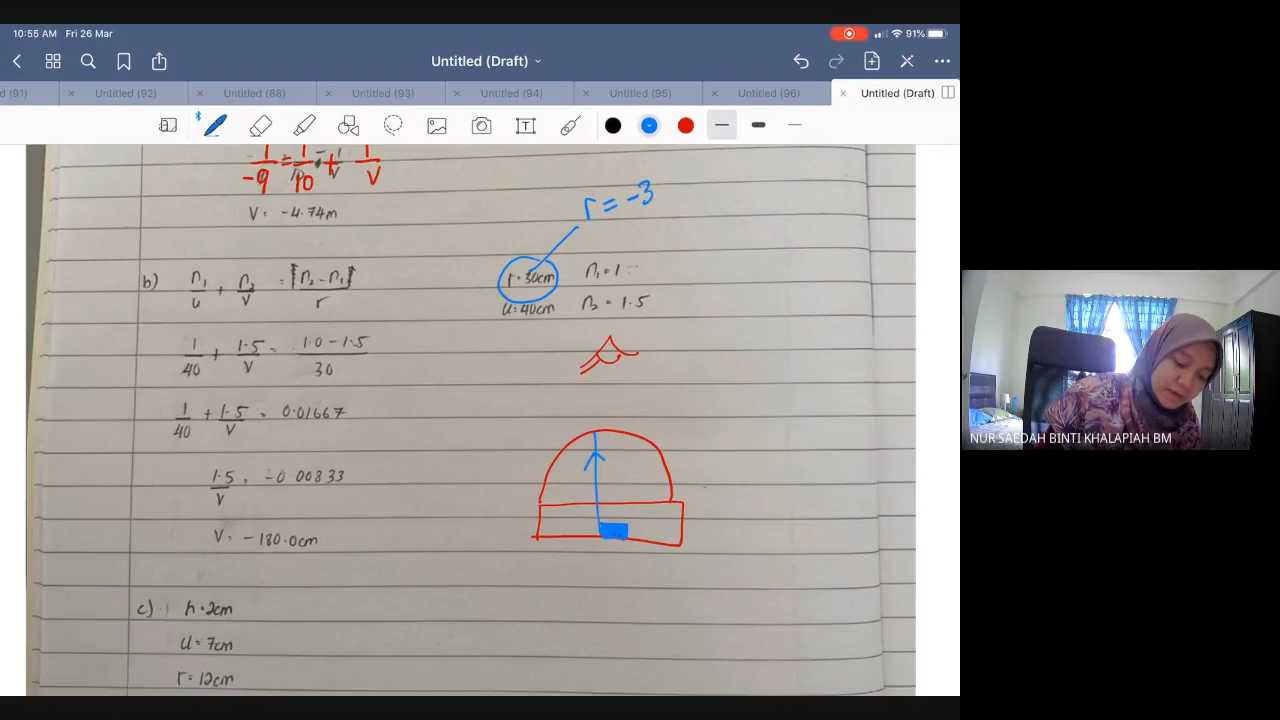 10:55 AM Fri 26 Mar
91%
Untitled (Draft)
d (91)
Untitled (92)
Untitled (88)
Untitled (93)
Untitled (94)
Untitled (95)
Untitled (96)
Untitled (Draft)
T
1/-9 = 1/10 + 1/v
V = -4.74m
r = -3
b) n₁/u + n₂/v = [n₂ - n₁]/r
r = 30cm n₁ = 1
u = 40cm n₂ = 1.5
1/40 + 1.5/v = 1.0 - 1.5/30
1/40 + 1.5/v = 0.01667
1.5/v = -0.00833
V = -180.0cm
c) h = 2cm
u = 7cm
r = 12cm
NUR SAEDAH BINTI KHALAPIAH BM